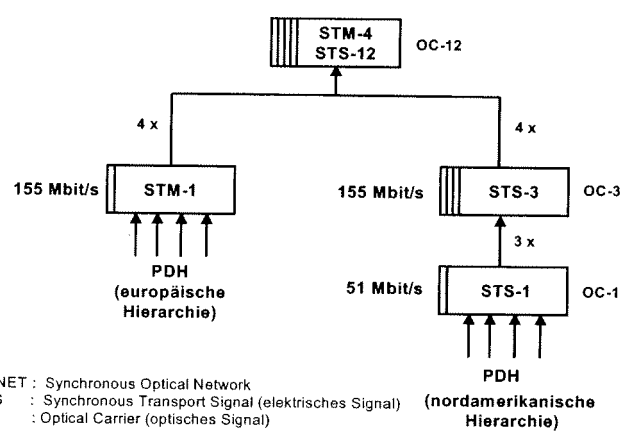 STM-4
STS-12
OC-12
4 x
4 x
155 Mbit/s
STM-1
155 Mbit/s
STS-3
OC-3
3 x
PDH
(europäische
Hierarchie)
51 Mbit/s
STS-1
OC-1
PDH
(nordamerikanische
Hierarchie)
NET : Synchronous Optical Network
S : Synchronous Transport Signal (elektrisches Signal)
: Optical Carrier (optisches Signal)